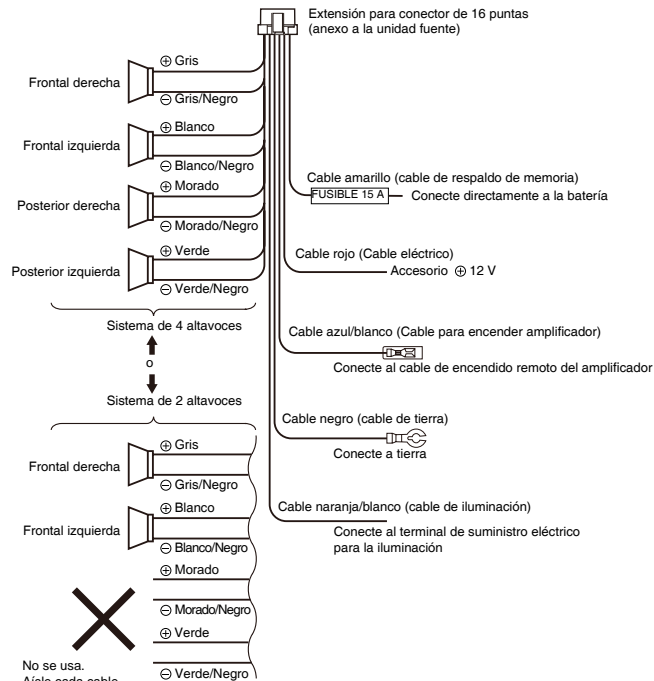 Extensión para conector de 16 puntas
(anexo a la unidad fuente)
Frontal derecha
⊕ Gris
⊖ Gris/Negro
Frontal izquierda
⊕ Blanco
⊖ Blanco/Negro
Posterior derecha
⊕ Morado
⊖ Morado/Negro
Posterior izquierda
⊕ Verde
⊖ Verde/Negro
Sistema de 4 altavoces
o
Sistema de 2 altavoces
Frontal derecha
⊕ Gris
⊖ Gris/Negro
Frontal izquierda
⊕ Blanco
⊖ Blanco/Negro
⊕ Morado
⊖ Morado/Negro
⊕ Verde
⊖ Verde/Negro
No se usa.
Aísle cada cable
Cable amarillo (cable de respaldo de memoria)
FUSIBLE 15 A
Conecte directamente a la batería
Cable rojo (Cable eléctrico)
Accesorio ⊕ 12 V
Cable azul/blanco (Cable para encender amplificador)
Conecte al cable de encendido remoto del amplificador
Cable negro (cable de tierra)
Conecte a tierra
Cable naranja/blanco (cable de iluminación)
Conecte al terminal de suministro eléctrico
para la iluminación